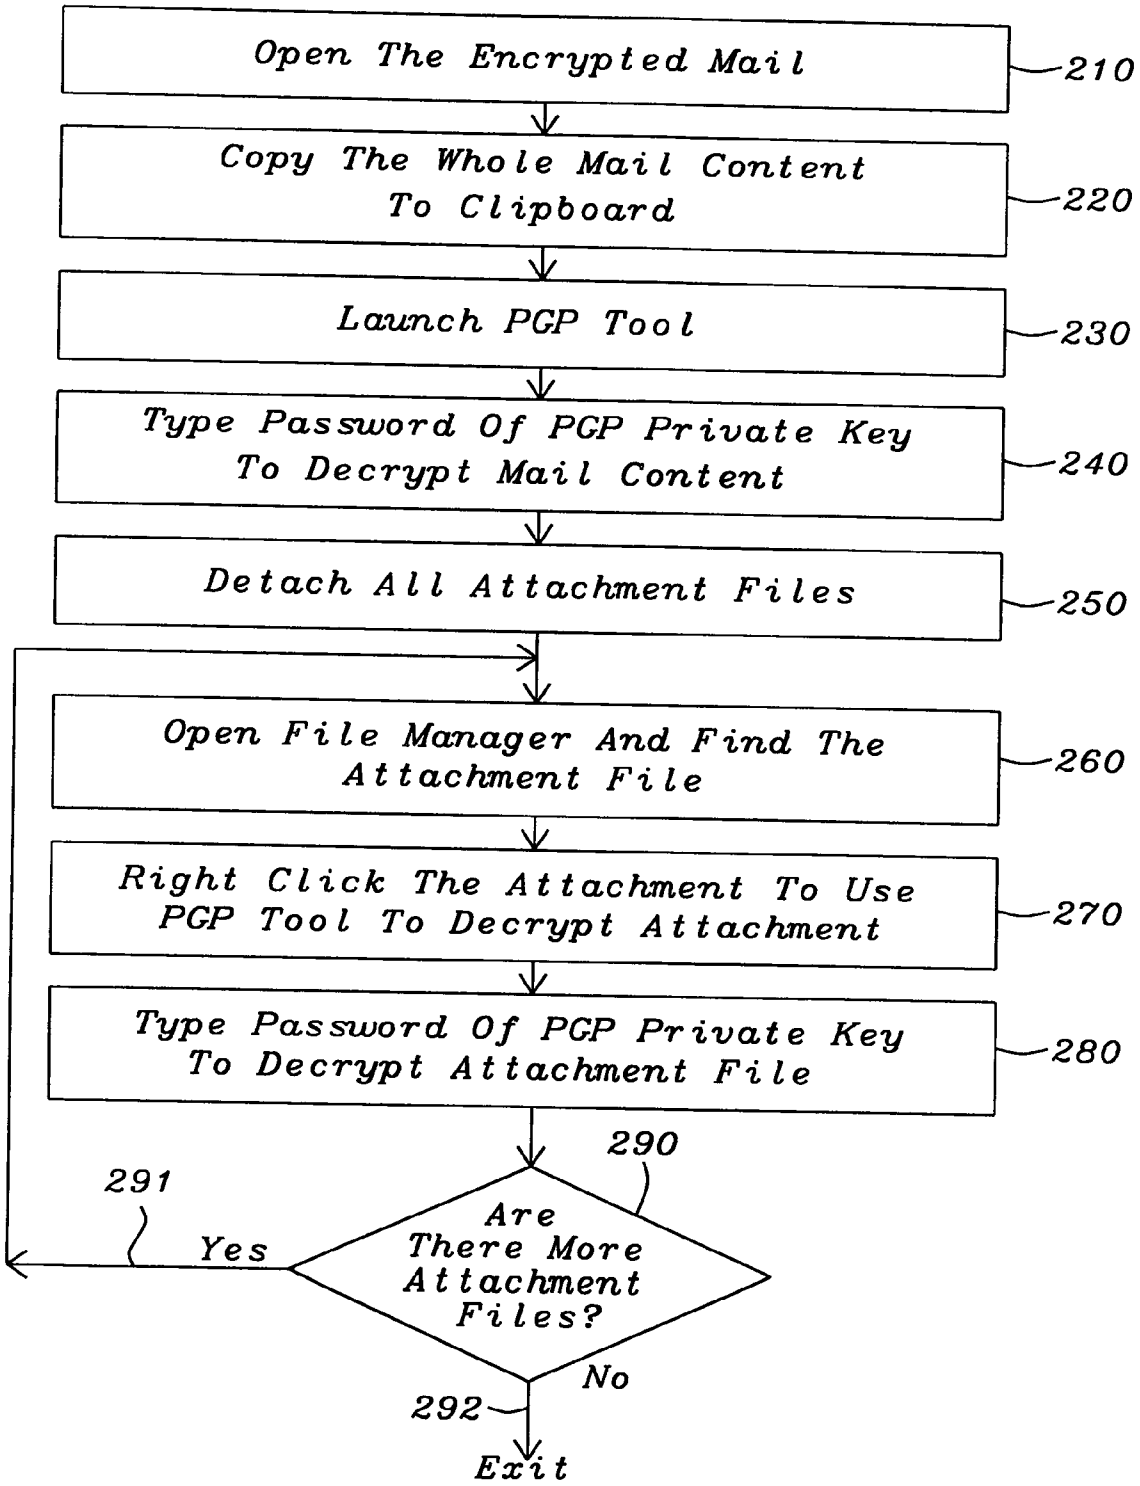 Open The Encrypted Mail
210
Copy The Whole Mail Content
To Clipboard
220
Launch PGP Tool
230
Type Password Of PGP Private Key
To Decrypt Mail Content
240
Detach All Attachment Files
250
Open File Manager And Find The
Attachment File
260
Right Click The Attachment To Use
PGP Tool To Decrypt Attachment
270
Type Password Of PGP Private Key
To Decrypt Attachment File
280
290
291
Yes
Are
There More
Attachment
Files?
No
292
Exit